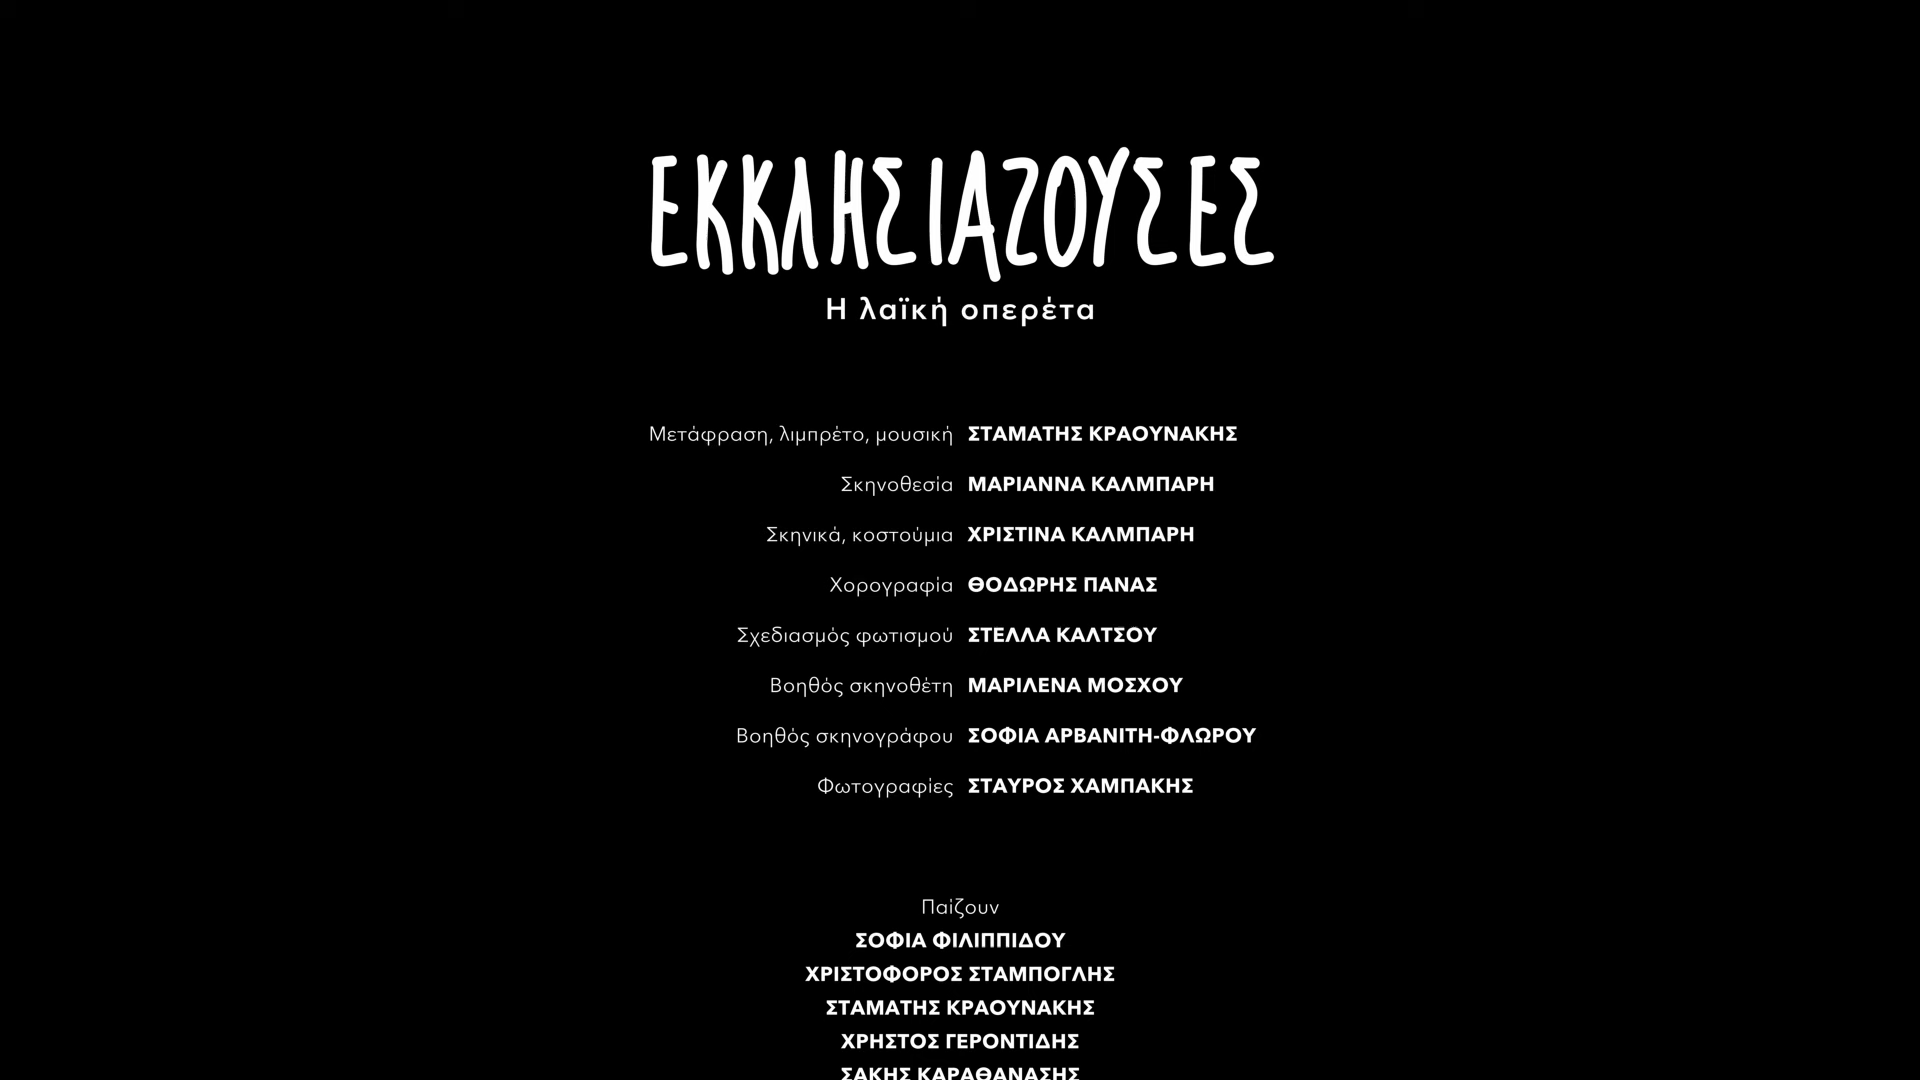 ΕΚΚΛΗΣΙΑΖΟΥΣΕΣ
Η λαϊκή οπερέτα
Μετάφραση, λιμπρέτο, μουσική ΣΤΑΜΑΤΗΣ ΚΡΑΟΥΝΑΚΗΣ
Σκηνοθεσία ΜΑΡΙΑΝΝΑ ΚΑΛΜΠΑΡΗ
Σκηνικά, κοστούμια ΧΡΙΣΤΙΝΑ ΚΑΛΜΠΑΡΗ
Χορογραφία ΘΟΔΩΡΗΣ ΠΑΝΑΣ
Σχεδιασμός φωτισμού ΣΤΕΛΛΑ ΚΑΛΤΣΟΥ
Βοηθός σκηνοθέτη ΜΑΡΙΛΕΝΑ ΜΟΣΧΟΥ
Βοηθός σκηνογράφου ΣΟΦΙΑ ΑΡΒΑΝΙΤΗ-ΦΛΩΡΟΥ
Φωτογραφίες ΣΤΑΥΡΟΣ ΧΑΜΠΑΚΗΣ
Παίζουν
ΣΟΦΙΑ ΦΙΛΙΠΠΙΔΟΥ
ΧΡΙΣΤΟΦΟΡΟΣ ΣΤΑΜΠΟΓΛΗΣ
ΣΤΑΜΑΤΗΣ ΚΡΑΟΥΝΑΚΗΣ
ΧΡΗΣΤΟΣ ΓΕΡΟΝΤΙΔΗΣ
ΣΑΚΗΣ ΚΑΡΑΘΑΝΑΣΗΣ